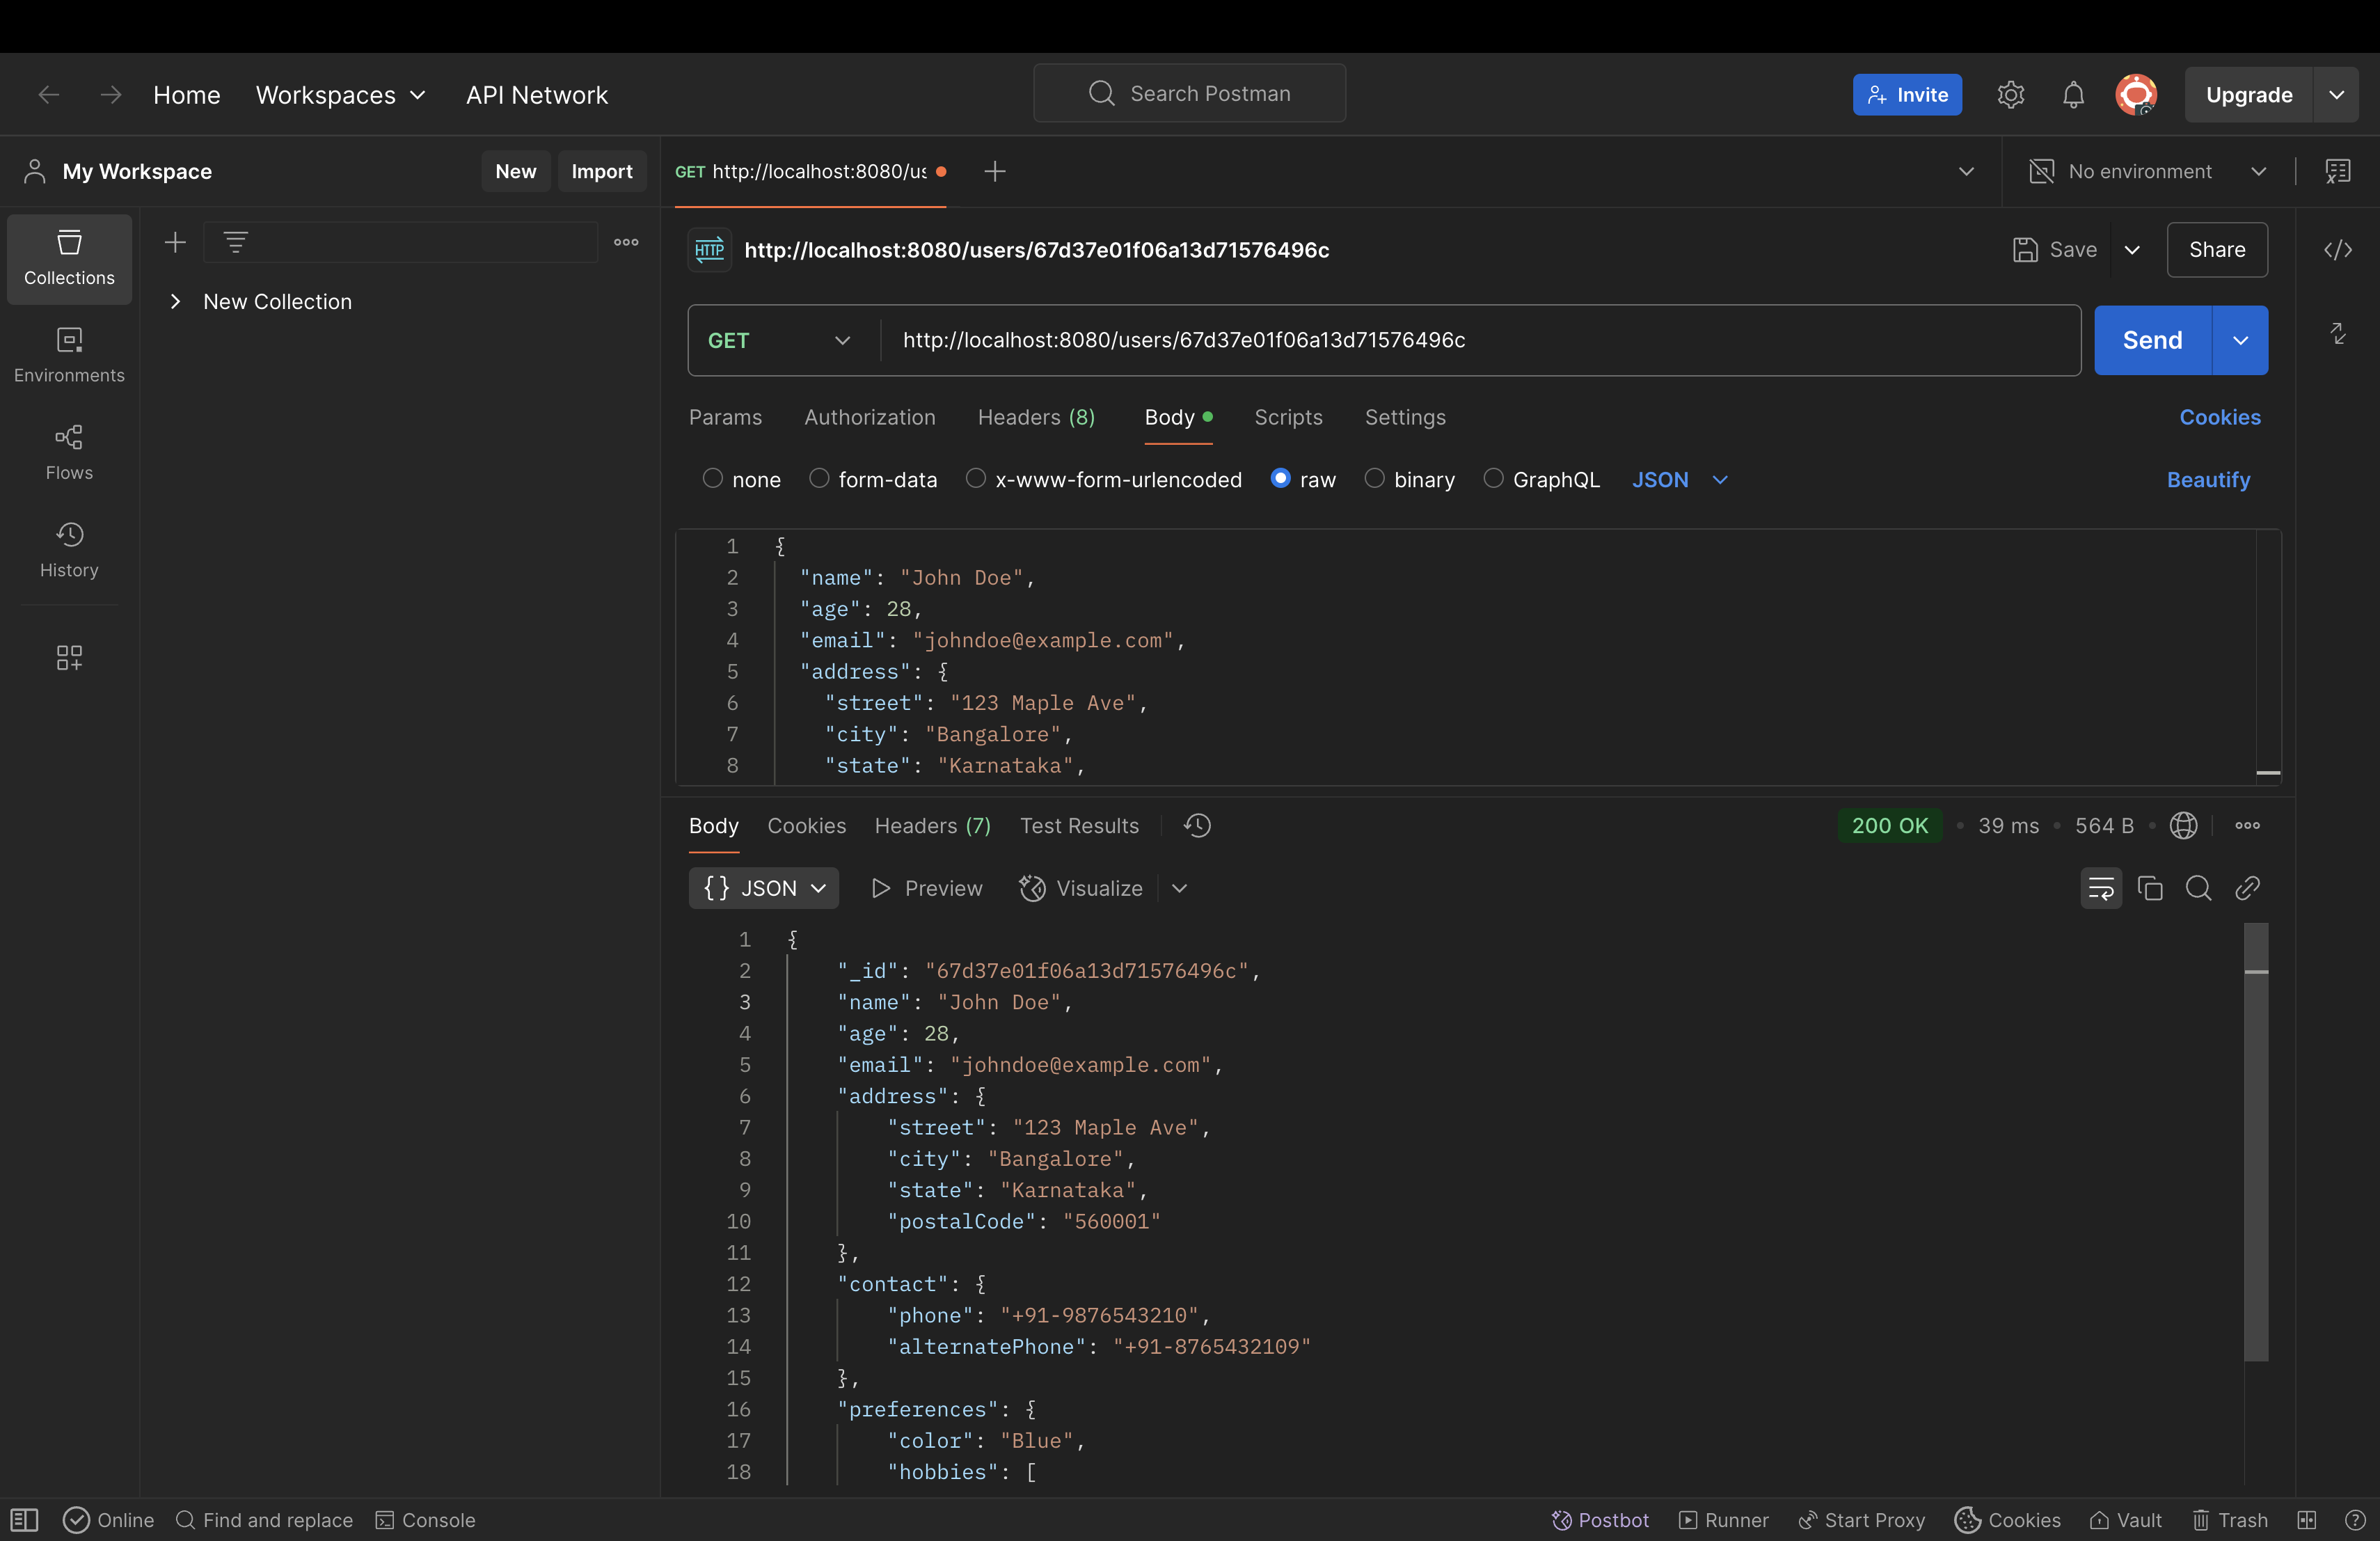 Home Workspaces API Network Search Postman Invite Upgrade
My Workspace New Import GET http://localhost:8080/us No environment
Collections
New Collection
Environments
Flows
History
HTTP http://localhost:8080/users/67d37e01f06a13d71576496c Save Share
GET http://localhost:8080/users/67d37e01f06a13d71576496c Send
Params Authorization Headers (8) Body Scripts Settings Cookies
none form-data x-www-form-urlencoded raw binary GraphQL JSON Beautify
1 {
2 "name": "John Doe",
3 "age": 28,
4 "email": "johndoe@example.com",
5 "address": {
6 "street": "123 Maple Ave",
7 "city": "Bangalore",
8 "state": "Karnataka",
Body Cookies Headers (7) Test Results 200 OK • 39 ms • 564 B •
{} JSON Preview Visualize
1 {
2 "_id": "67d37e01f06a13d71576496c",
3 "name": "John Doe",
4 "age": 28,
5 "email": "johndoe@example.com",
6 "address": {
7 "street": "123 Maple Ave",
8 "city": "Bangalore",
9 "state": "Karnataka",
10 "postalCode": "560001"
11 },
12 "contact": {
13 "phone": "+91-9876543210",
14 "alternatePhone": "+91-8765432109"
15 },
16 "preferences": {
17 "color": "Blue",
18 "hobbies": [
Online Find and replace Console Postbot Runner Start Proxy Cookies Vault Trash